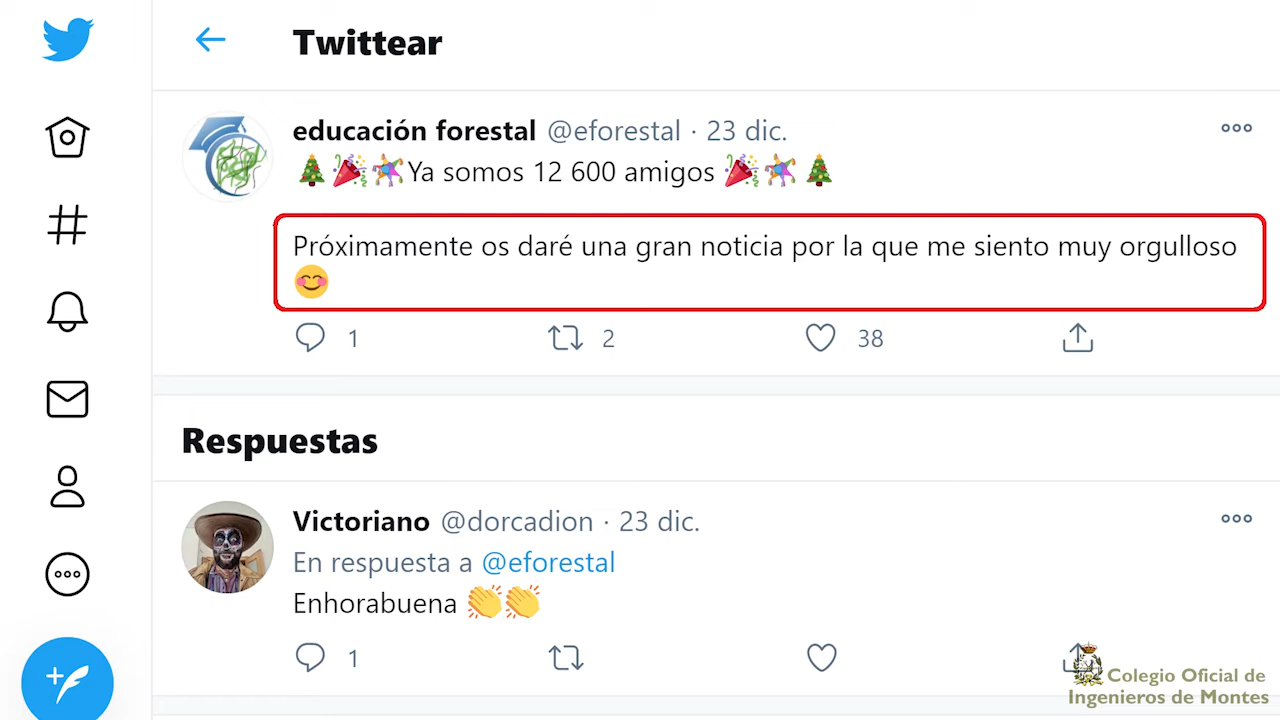 Twittear
educación forestal @eforestal · 23 dic.
🎄🎉🪅Ya somos 12 600 amigos 🎉🪅🎄
Próximamente os daré una gran noticia por la que me siento muy orgulloso
😊
1 2 38
Respuestas
Victoriano @dorcadion · 23 dic.
En respuesta a @eforestal
Enhorabuena 👏👏
1
Colegio Oficial de
Ingenieros de Montes